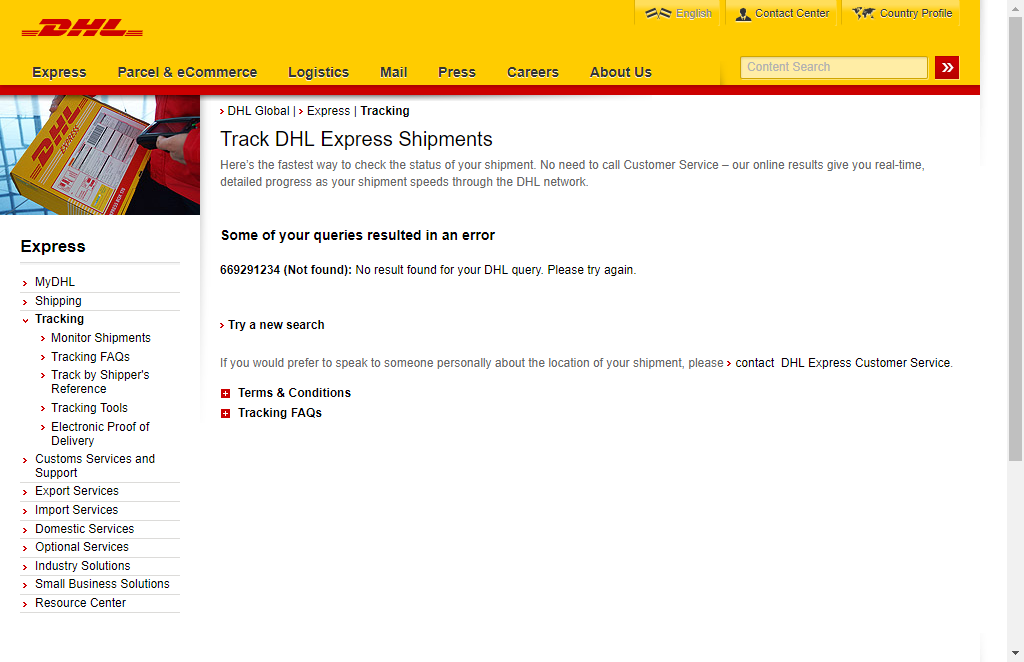 DHL
English
Contact Center
Country Profile
Express
Parcel & eCommerce
Logistics
Mail
Press
Careers
About Us
Content Search
DHL
EXPRESS
DHL Global | Express | Tracking
Track DHL Express Shipments
Here's the fastest way to check the status of your shipment. No need to call Customer Service – our online results give you real-time,
detailed progress as your shipment speeds through the DHL network.
Some of your queries resulted in an error
669291234 (Not found): No result found for your DHL query. Please try again.
Try a new search
If you would prefer to speak to someone personally about the location of your shipment, please contact DHL Express Customer Service.
Terms & Conditions
Tracking FAQs
Express
MyDHL
Shipping
Tracking
Monitor Shipments
Tracking FAQs
Track by Shipper's
Reference
Tracking Tools
Electronic Proof of
Delivery
Customs Services and
Support
Export Services
Import Services
Domestic Services
Optional Services
Industry Solutions
Small Business Solutions
Resource Center